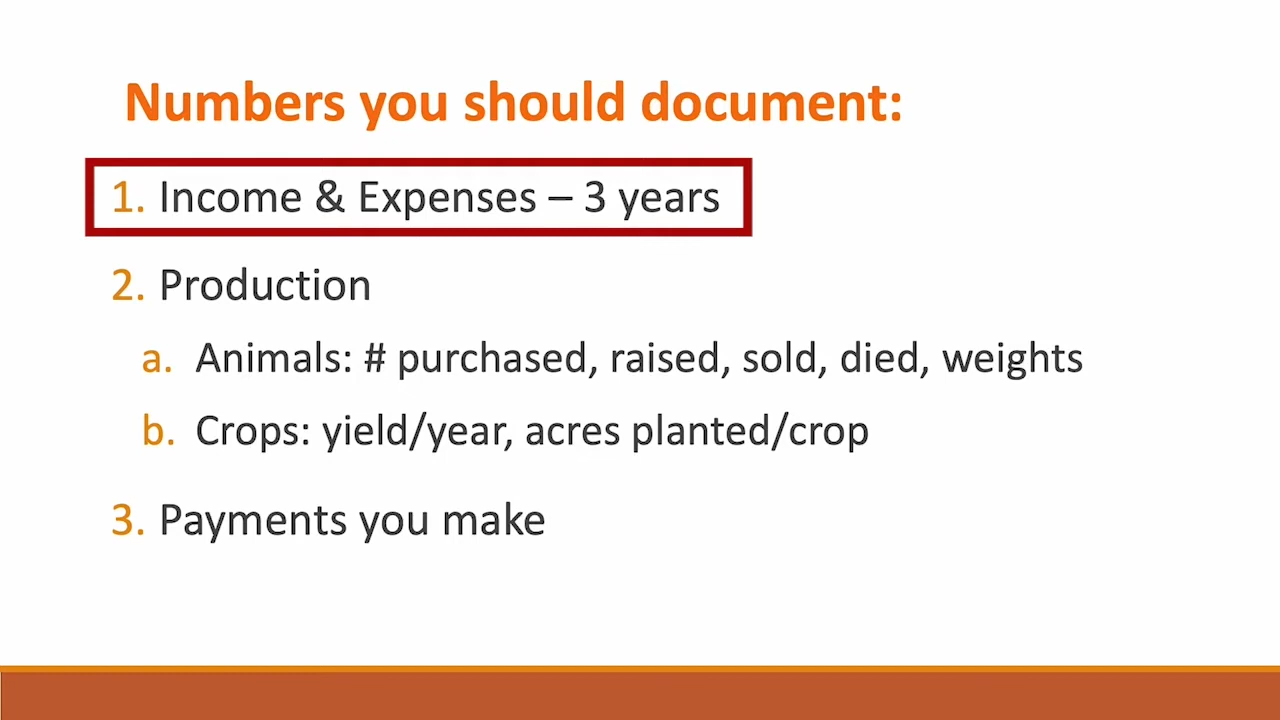 Numbers you should document:
1. Income & Expenses – 3 years
2. Production
a. Animals: # purchased, raised, sold, died, weights
b. Crops: yield/year, acres planted/crop
3. Payments you make